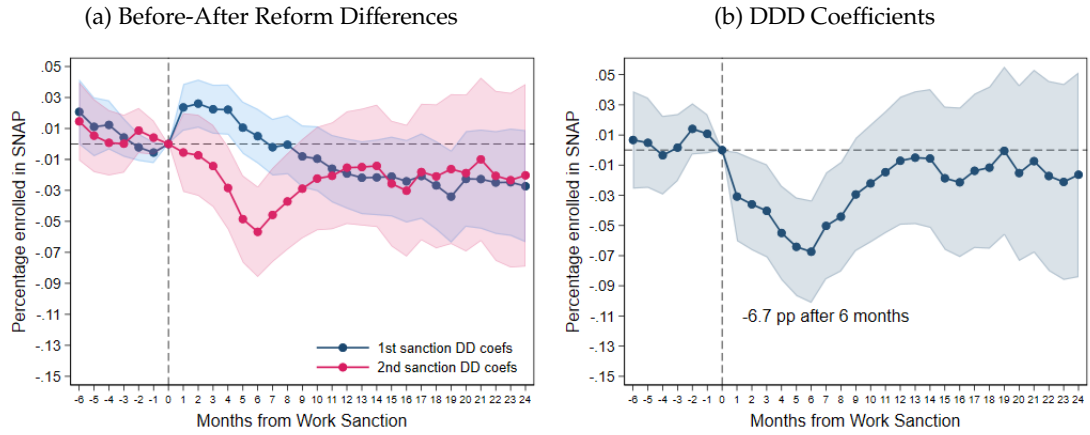 (a) Before-After Reform Differences
Percentage enrolled in SNAP
.05
.03
.01
-.01
-.03
-.05
-.07
-.09
-.11
-.13
-.15
1st sanction DD coefs
2nd sanction DD coefs
-6 -5 -4 -3 -2 -1 0 1 2 3 4 5 6 7 8 9 10 11 12 13 14 15 16 17 18 19 20 21 22 23 24
Months from Work Sanction
(b) DDD Coefficients
Percentage enrolled in SNAP
.05
.03
.01
-.01
-.03
-.05
-.07
-.09
-.11
-.13
-.15
-6.7 pp after 6 months
-6 -5 -4 -3 -2 -1 0 1 2 3 4 5 6 7 8 9 10 11 12 13 14 15 16 17 18 19 20 21 22 23 24
Months from Work Sanction